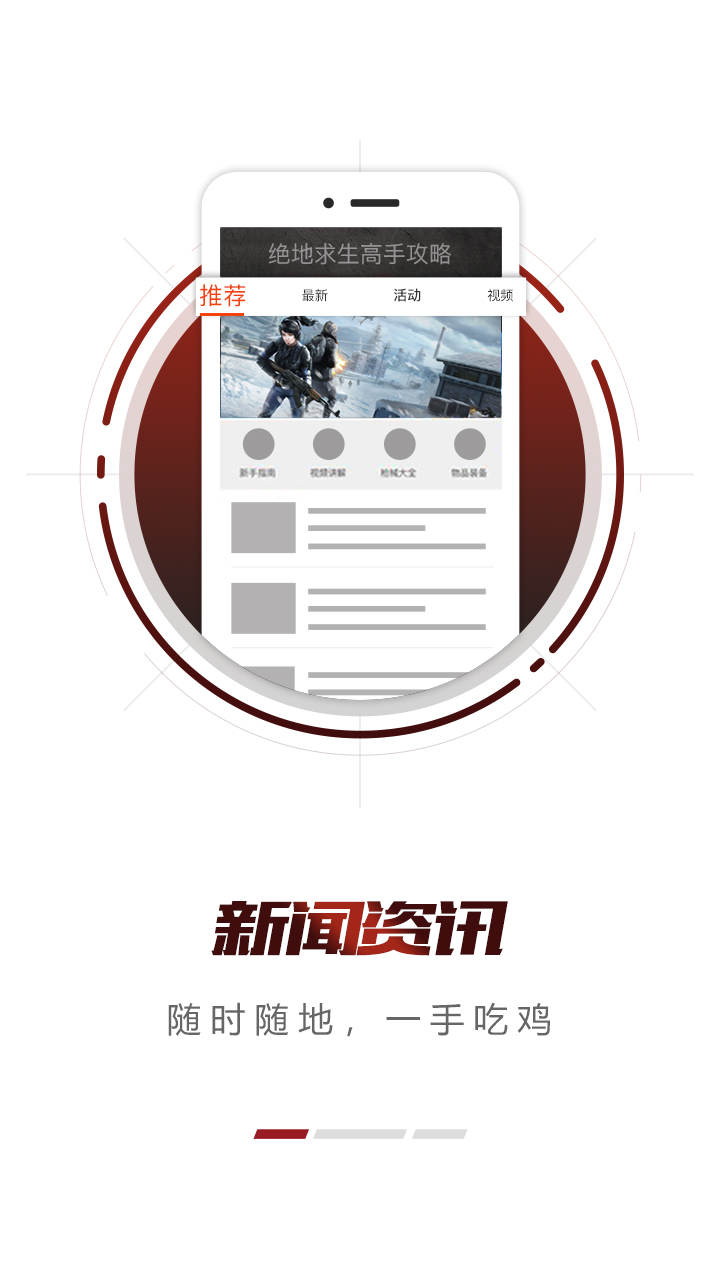 绝地求生高手攻略
推荐 最新 活动 视频
新手指南 视频讲解 枪械大全 物品装备
新闻资讯
随时随地，一手吃鸡